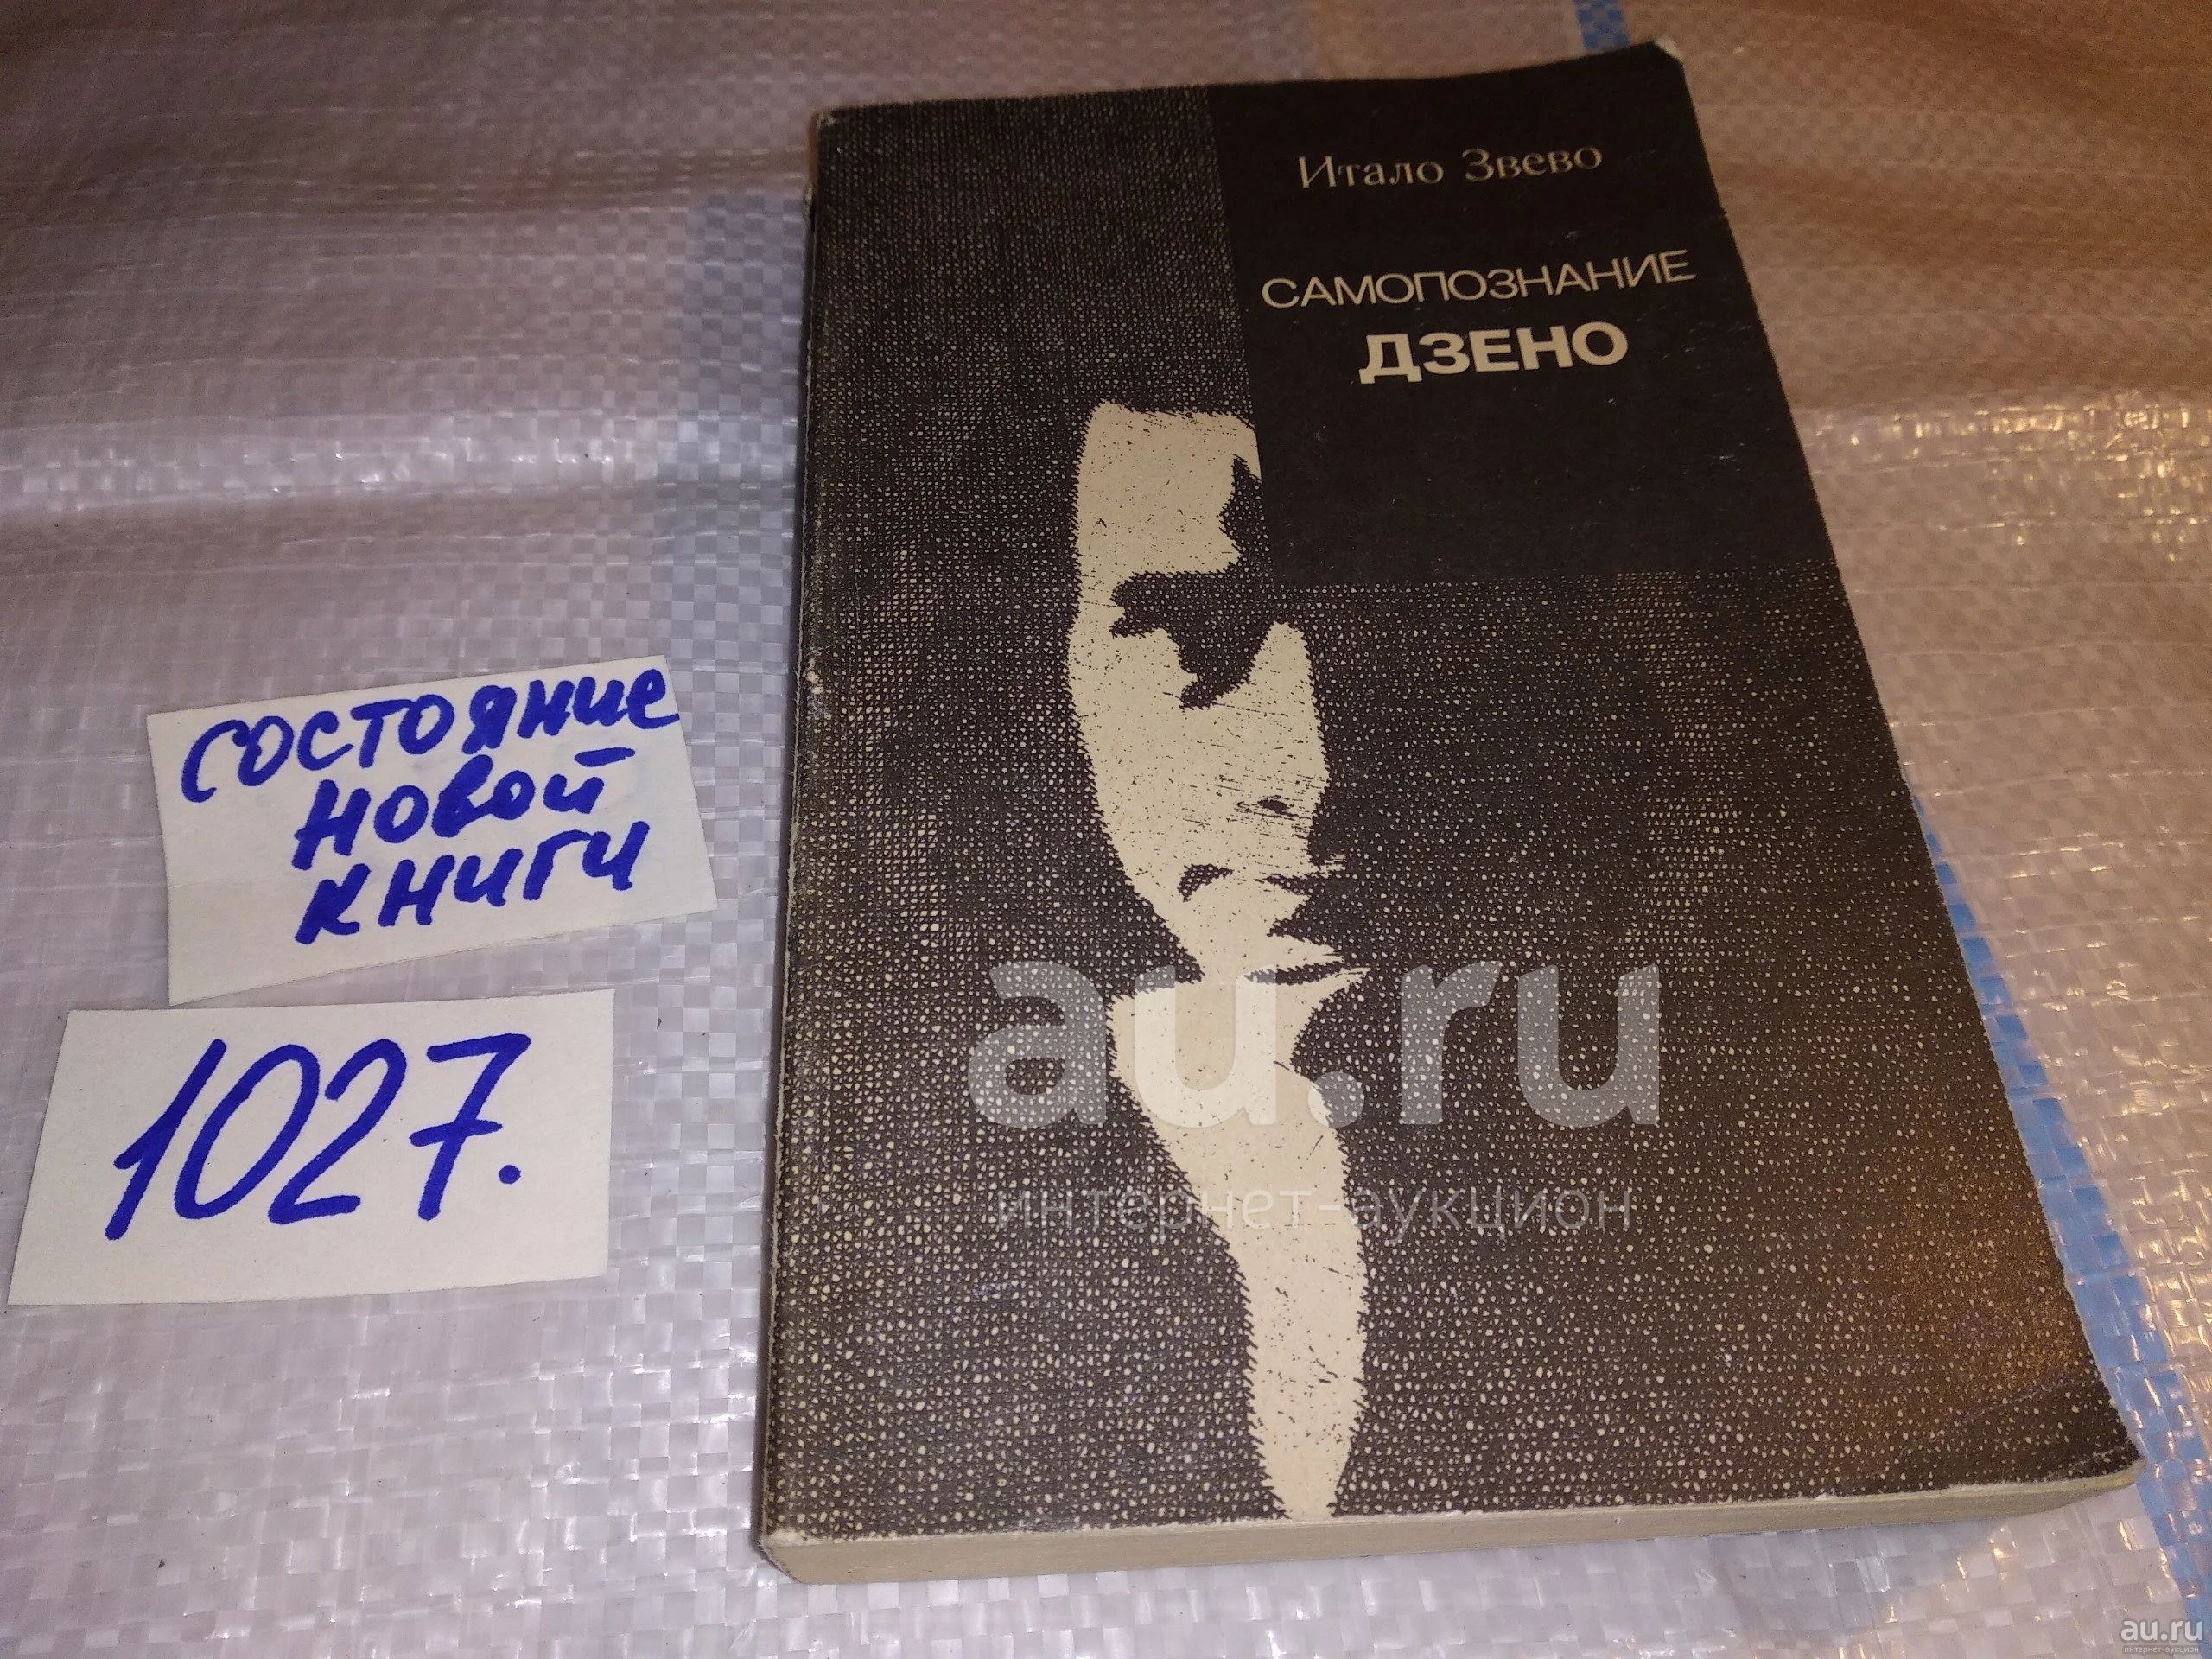 Итало Звево
САМОПОЗНАНИЕ
ДЗЕНО
состояние
новой
книги
1027.
au.ru
интернет-аукцион
au.ru
интернет-аукцион